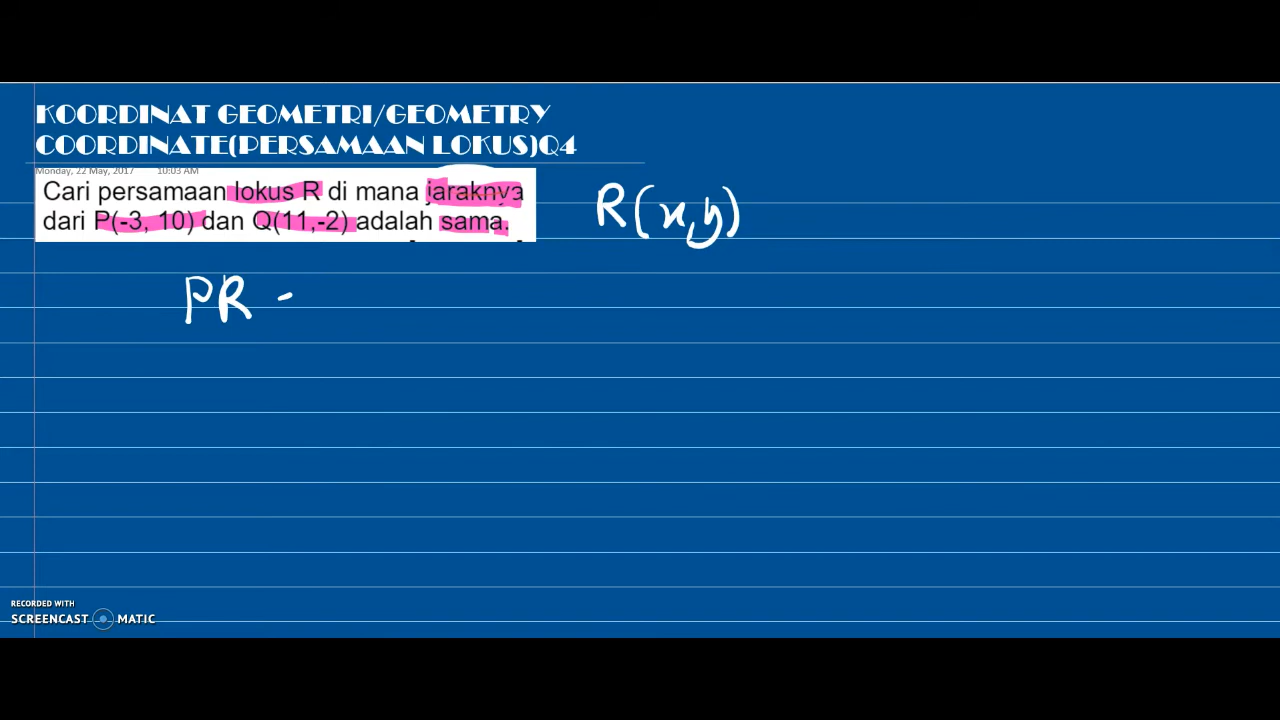 KOORDINAT GEOMETRI/GEOMETRY
COORDINATE(PERSAMAAN LOKUS)Q4
Monday, 22 May, 2017 10:03 AM
Cari persamaan lokus R di mana jaraknya
dari P(-3, 10) dan Q(11,-2) adalah sama.
R(x,y)
PR -
RECORDED WITH
SCREENCAST MATIC